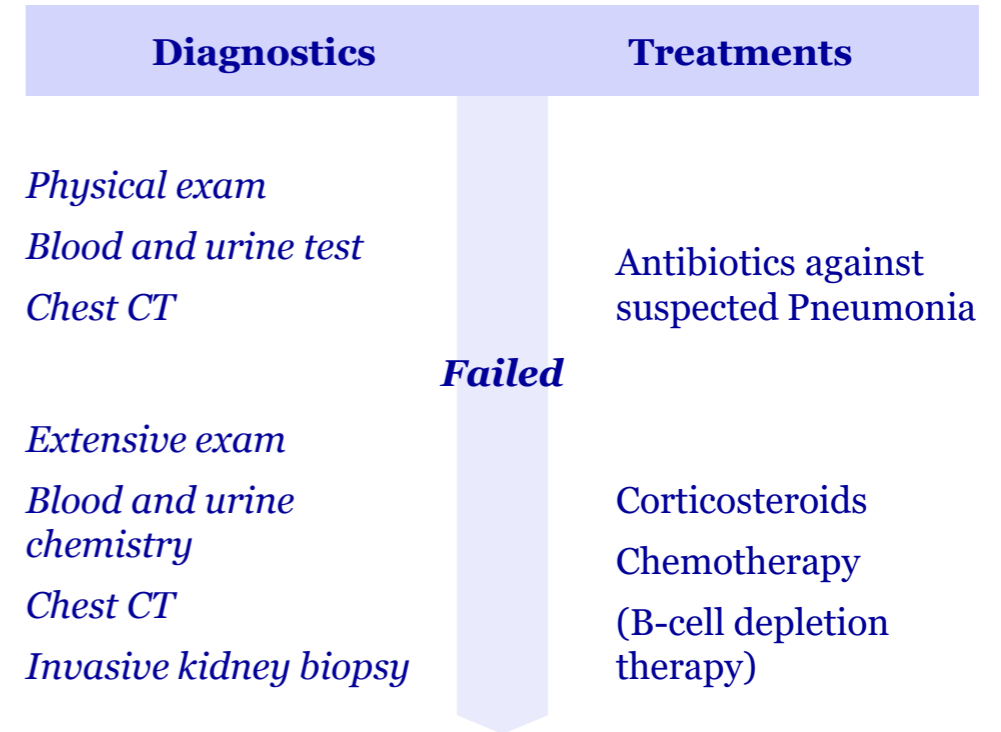 Diagnostics
Treatments
Physical exam
Blood and urine test
Chest CT
Antibiotics against
suspected Pneumonia
Failed
Extensive exam
Blood and urine
chemistry
Chest CT
Invasive kidney biopsy
Corticosteroids
Chemotherapy
(B-cell depletion
therapy)